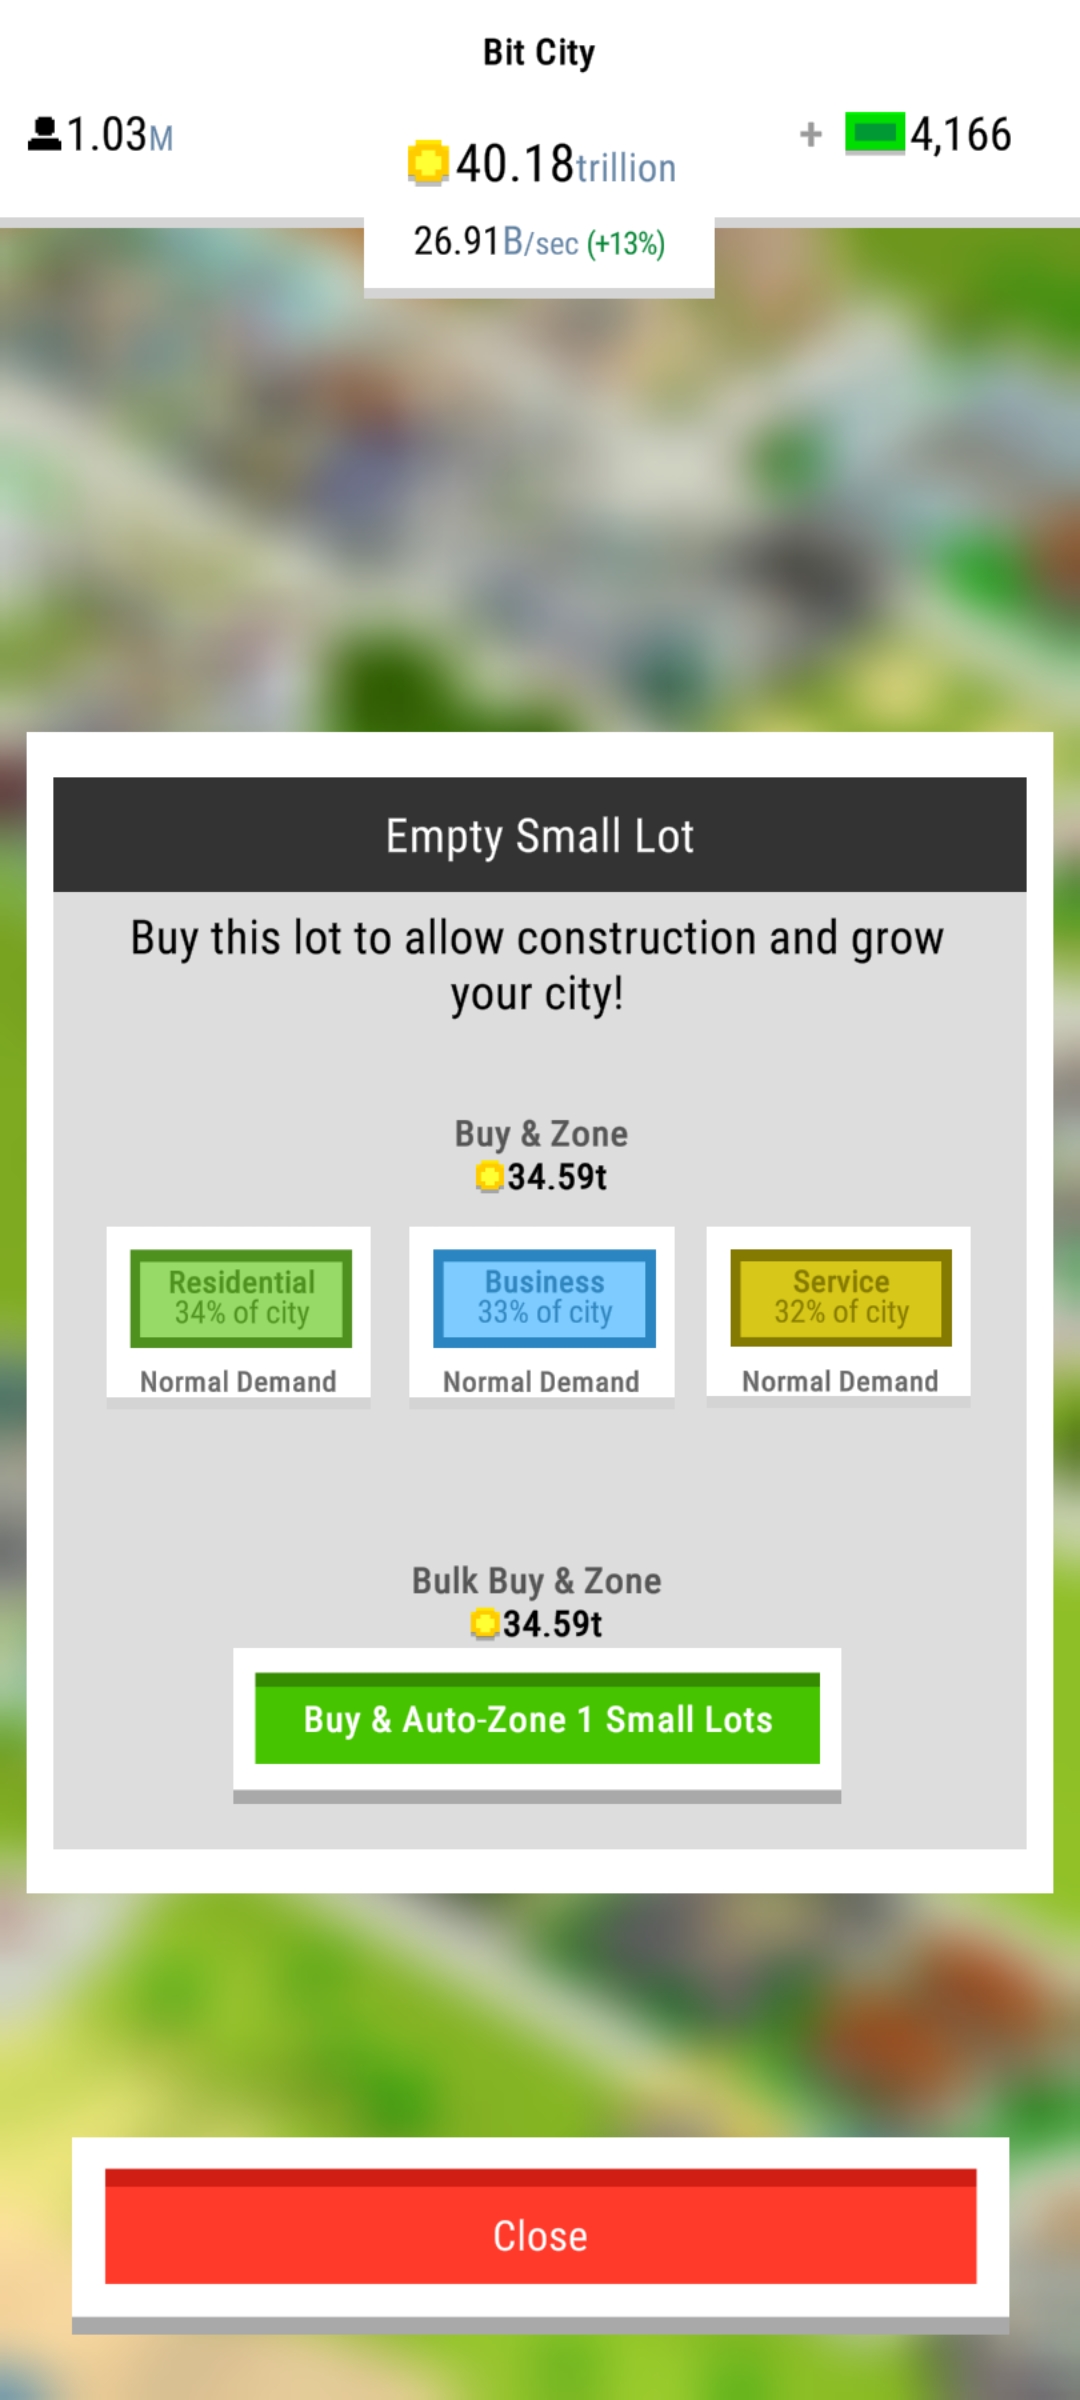 Bit City
1.03M
40.18trillion
+ 4,166
26.91B/sec (+13%)
Empty Small Lot
Buy this lot to allow construction and grow
your city!
Buy & Zone
34.59t
Residential
34% of city
Normal Demand
Business
33% of city
Normal Demand
Service
32% of city
Normal Demand
Bulk Buy & Zone
34.59t
Buy & Auto-Zone 1 Small Lots
Close